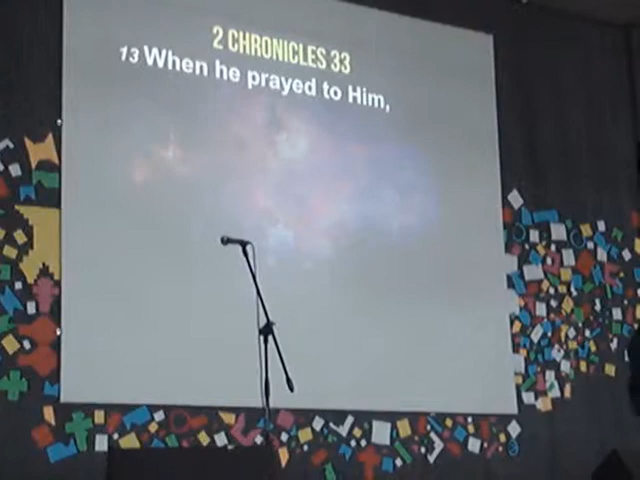 2 CHRONICLES 33
13 When he prayed to Him,